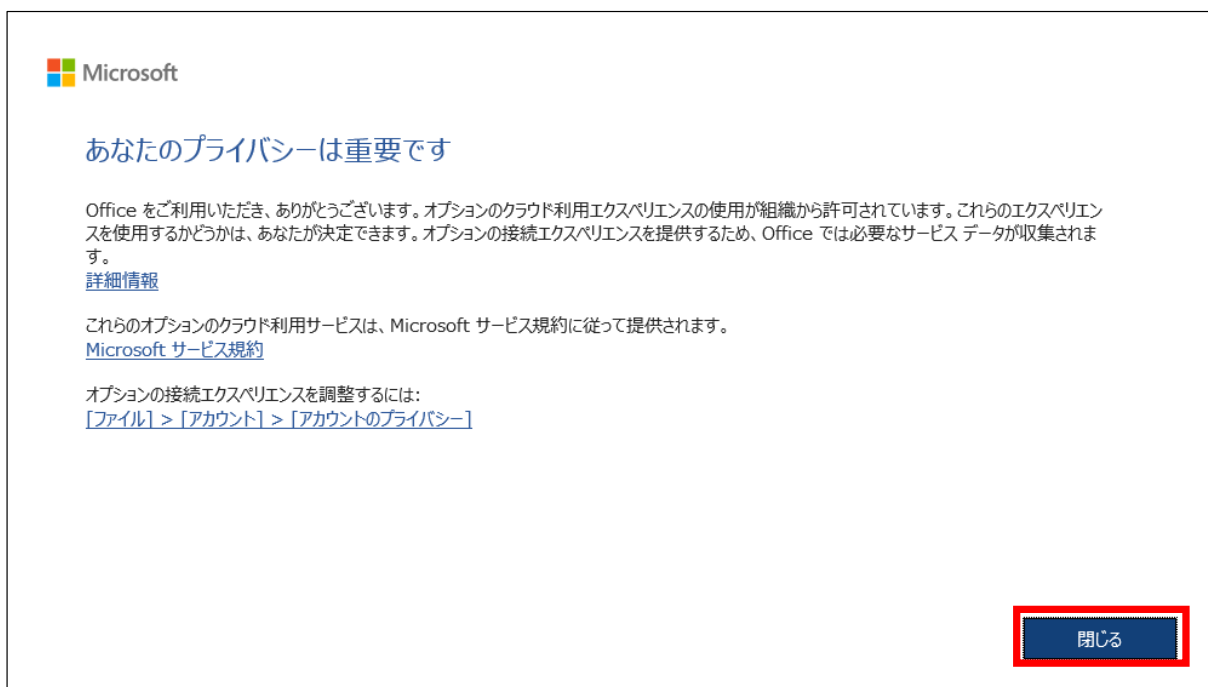 Microsoft
あなたのプライバシーは重要です
Office をご利用いただき、ありがとうございます。オプションのクラウド利用エクスペリエンスの使用が組織から許可されています。これらのエクスペリエン
スを使用するかどうかは、あなたが決定できます。オプションの接続エクスペリエンスを提供するため、Office では必要なサービス データが収集されま
す。
詳細情報
これらのオプションのクラウド利用サービスは、Microsoft サービス規約に従って提供されます。
Microsoft サービス規約
オプションの接続エクスペリエンスを調整するには:
[ファイル] > [アカウント] > [アカウントのプライバシー]
閉じる